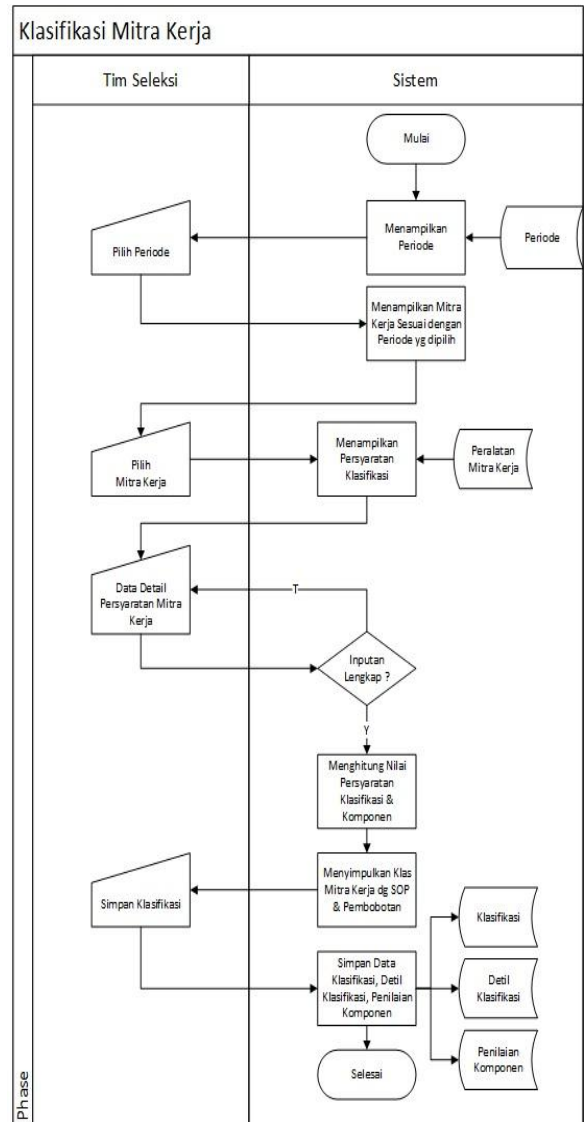 Klasifikasi Mitra Kerja
Tim Seleksi
Sistem
Mulai
Pilih Periode
Menampilkan
Periode
Periode
Menampilkan Mitra
Kerja Sesuai dengan
Periode yg dipilih
Pilih
Mitra Kerja
Menampilkan
Persyaratan
Klasifikasi
Peralatan
Mitra Kerja
Data Detail
Persyaratan Mitra
Kerja
T
Inputan
Lengkap ?
Y
Menghitung Nilai
Persyaratan
Klasifikasi &
Komponen
Simpan Klasifikasi
Menyimpulkan Klas
Mitra Kerja dg SOP
& Pembobotan
Simpan Data
Klasifikasi, Detil
Klasifikasi, Penilaian
Komponen
Klasifikasi
Detil
Klasifikasi
Penilaian
Komponen
Selesai
Phase